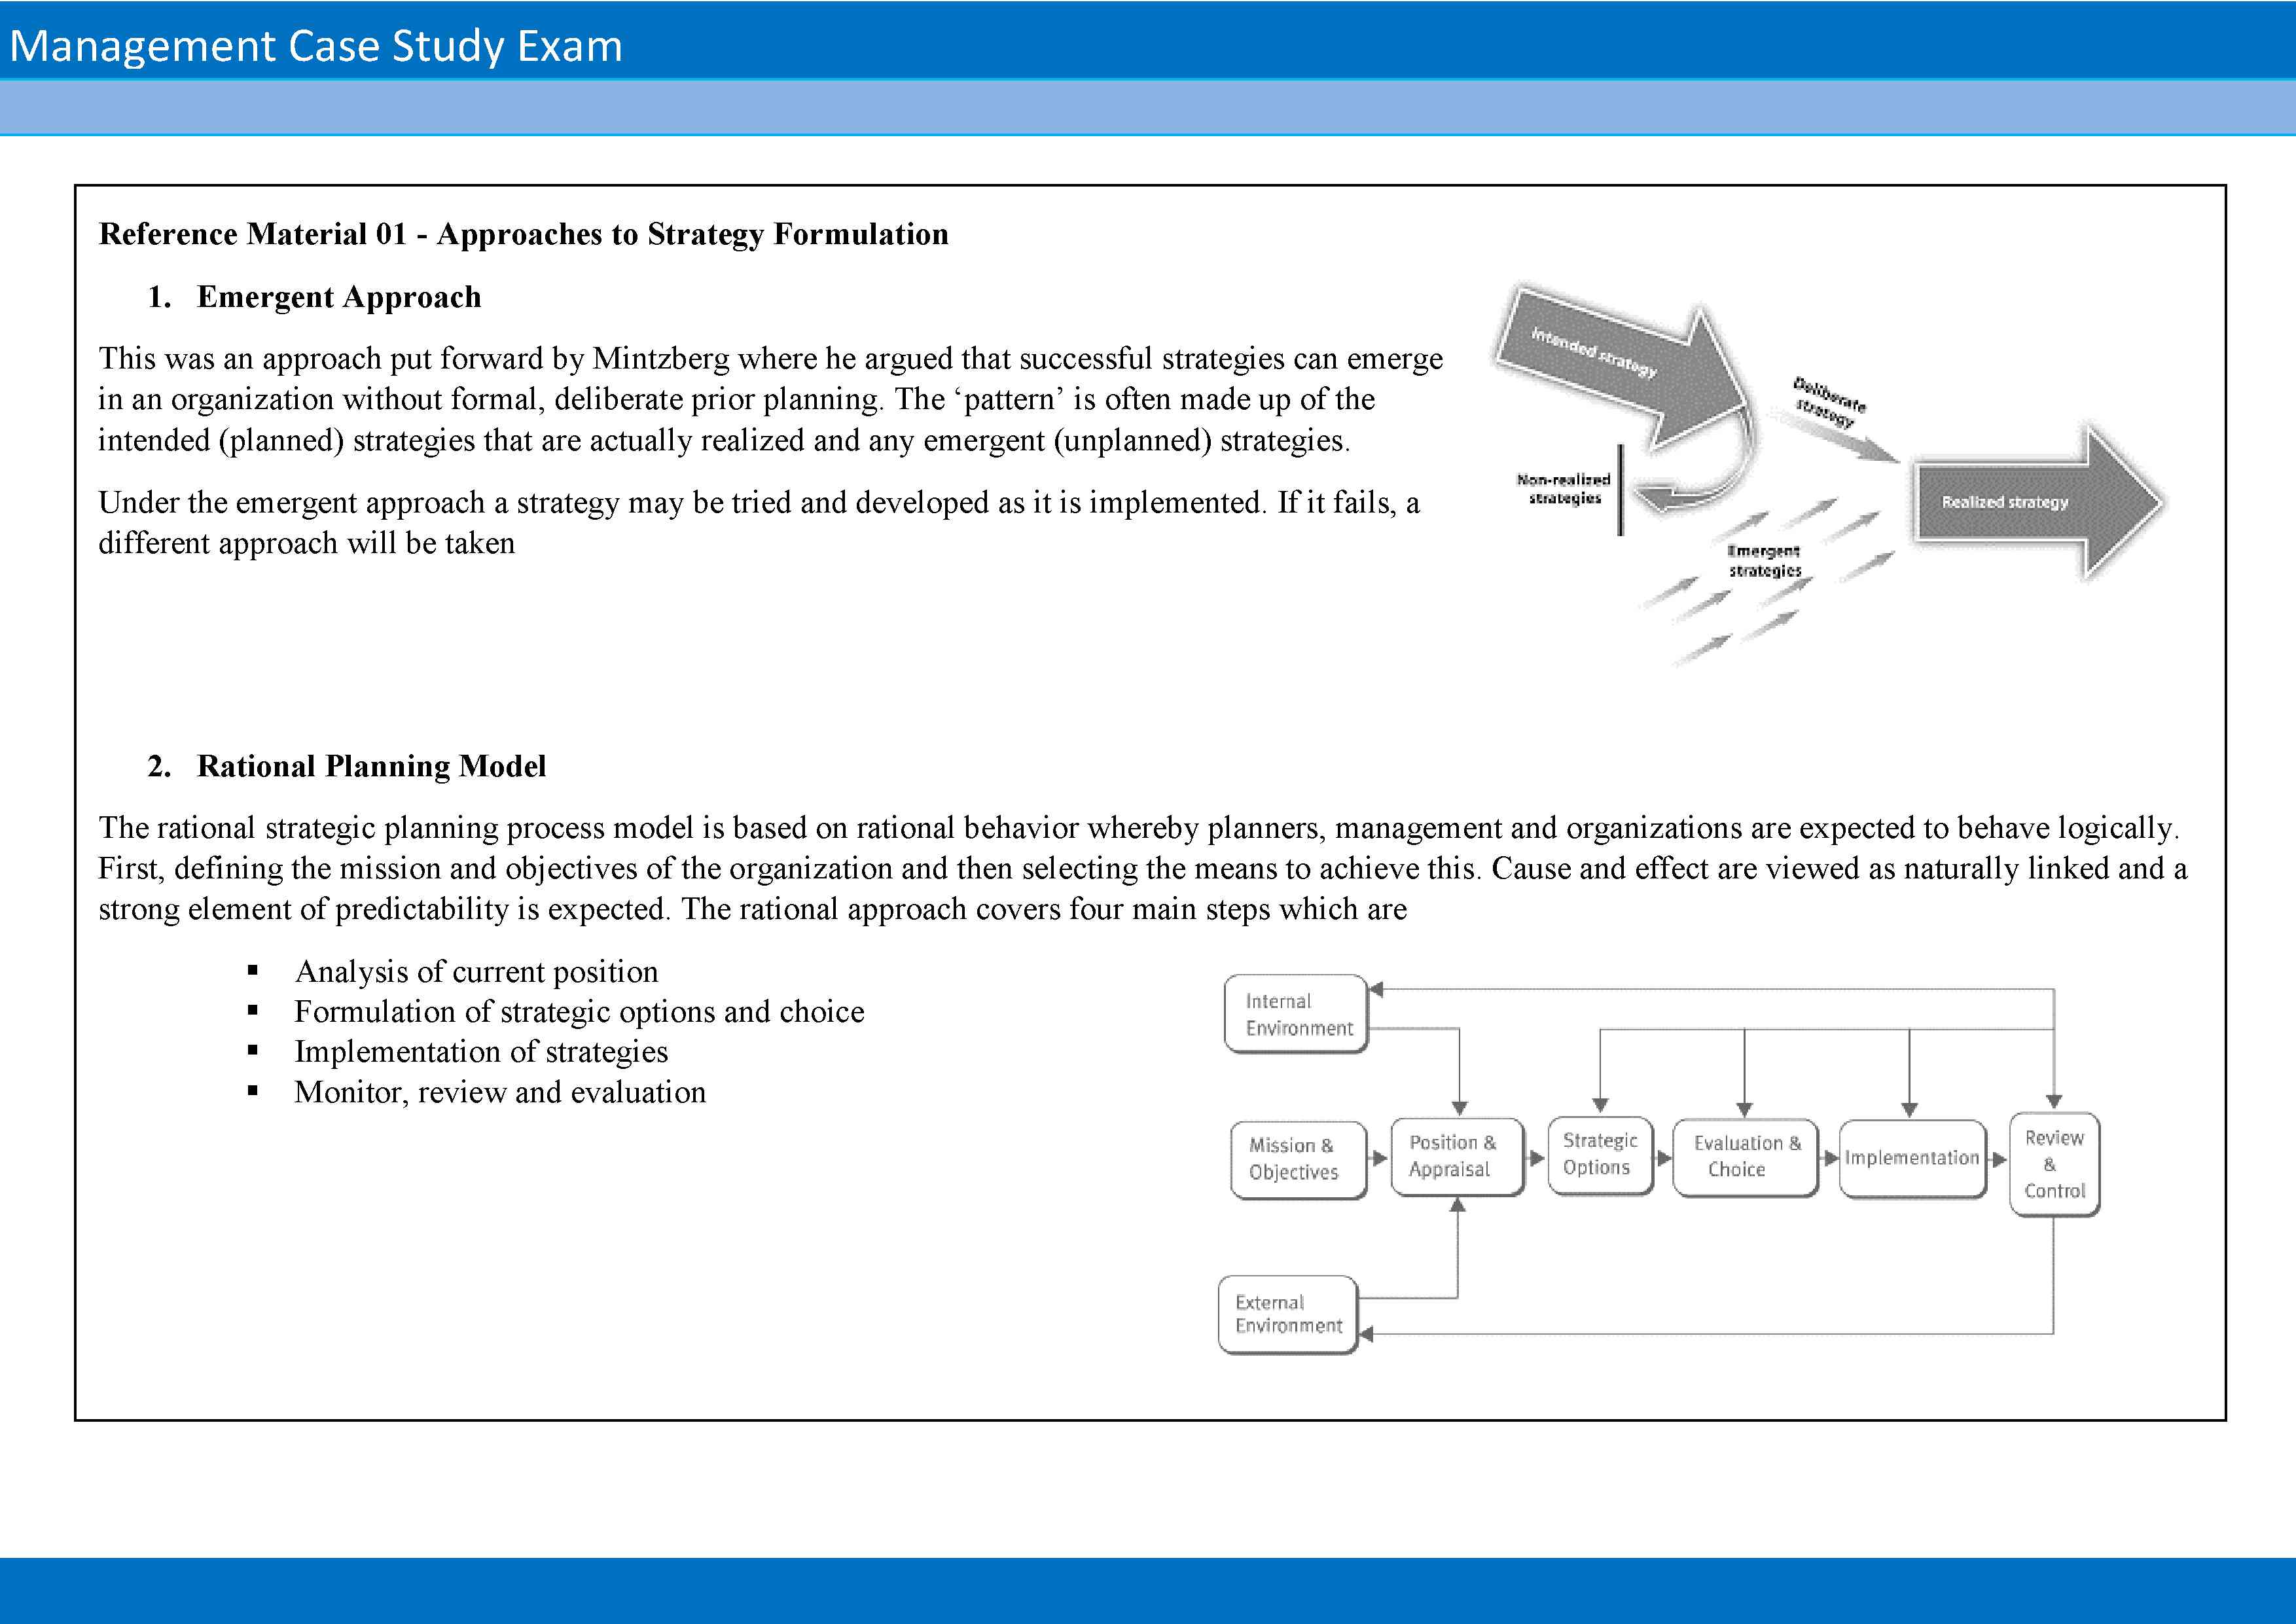 Management Case Study Exam
Reference Material 01 - Approaches to Strategy Formulation
1. Emergent Approach
This was an approach put forward by Mintzberg where he argued that successful strategies can emerge
in an organization without formal, deliberate prior planning. The ‘pattern’ is often made up of the
intended (planned) strategies that are actually realized and any emergent (unplanned) strategies.
Under the emergent approach a strategy may be tried and developed as it is implemented. If it fails, a
different approach will be taken
Intended strategy
Deliberate
strategy
Non-realized
strategies
Realized strategy
Emergent
strategies
2. Rational Planning Model
The rational strategic planning process model is based on rational behavior whereby planners, management and organizations are expected to behave logically.
First, defining the mission and objectives of the organization and then selecting the means to achieve this. Cause and effect are viewed as naturally linked and a
strong element of predictability is expected. The rational approach covers four main steps which are
▪ Analysis of current position
▪ Formulation of strategic options and choice
▪ Implementation of strategies
▪ Monitor, review and evaluation
Internal
Environment
Mission &
Objectives
Position &
Appraisal
Strategic
Options
Evaluation &
Choice
Implementation
Review
&
Control
External
Environment